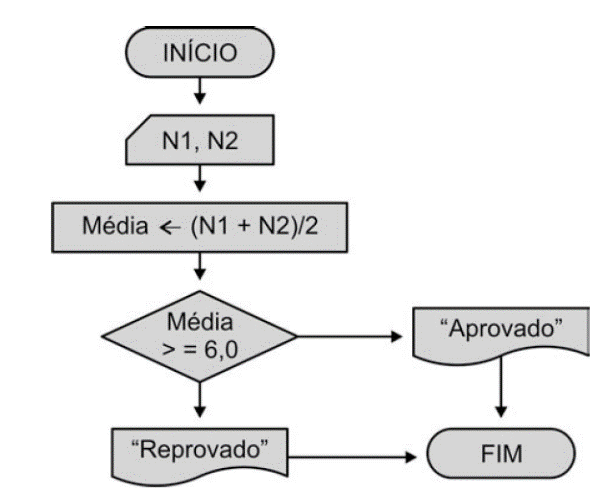 INÍCIO
N1, N2
Média ← (N1 + N2)/2
Média
> = 6,0
“Aprovado”
“Reprovado”
FIM